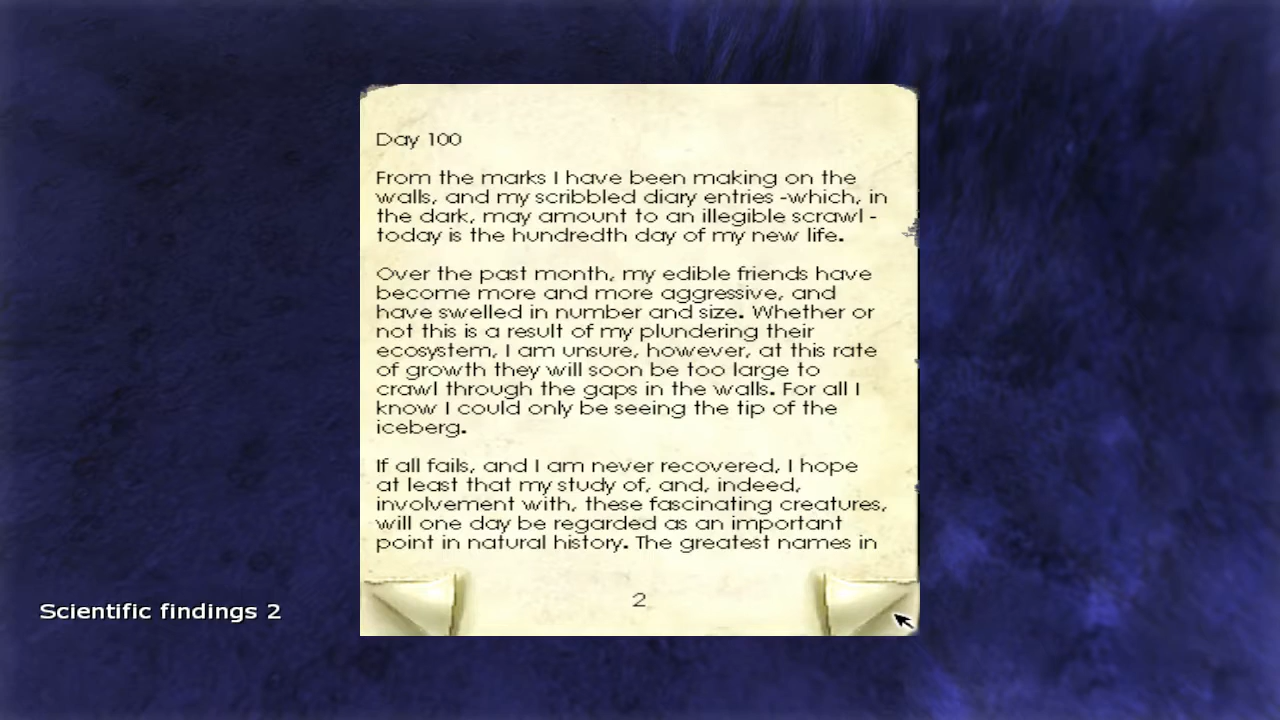 Day 100
From the marks I have been making on the
walls, and my scribbled diary entries -which, in
the dark, may amount to an illegible scrawl -
today is the hundredth day of my new life.
Over the past month, my edible friends have
become more and more aggressive, and
have swelled in number and size. Whether or
not this is a result of my plundering their
ecosystem, I am unsure, however, at this rate
of growth they will soon be too large to
crawl through the gaps in the walls. For all I
know I could only be seeing the tip of the
iceberg.
If all fails, and I am never recovered, I hope
at least that my study of, and, indeed,
involvement with, these fascinating creatures,
will one day be regarded as an important
point in natural history. The greatest names in
2
Scientific findings 2